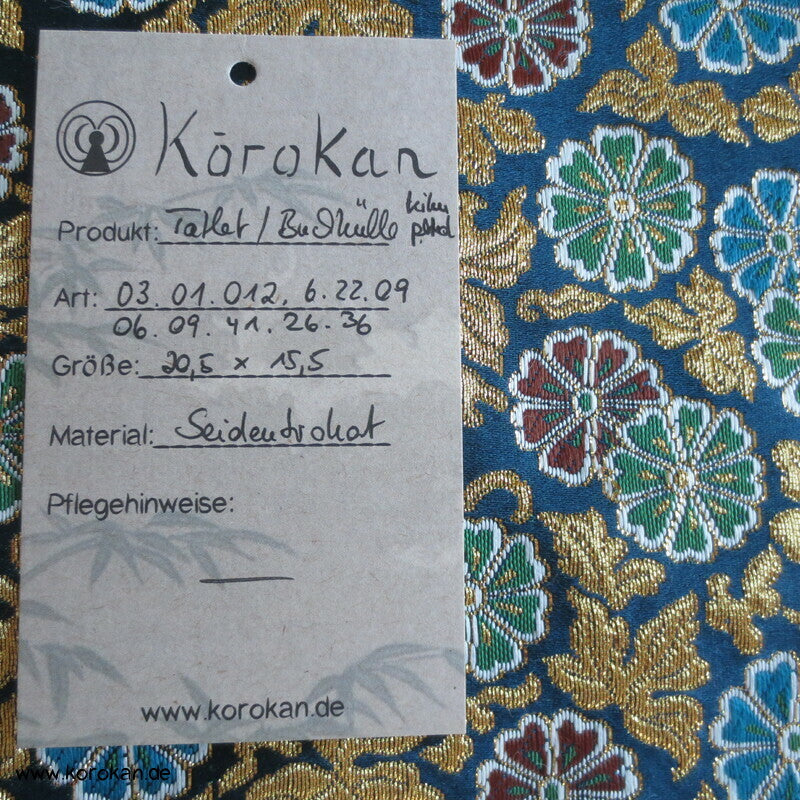 Kōrokan
Produkt: Tablet / Buchhülle
Art: 03.01.012. 6.22.09
06.09.41.26.36
Größe: 20,5 x 15,5
Material: Seidenbrokat
Pflegehinweise:
www.korokan.de
www.korokan.de